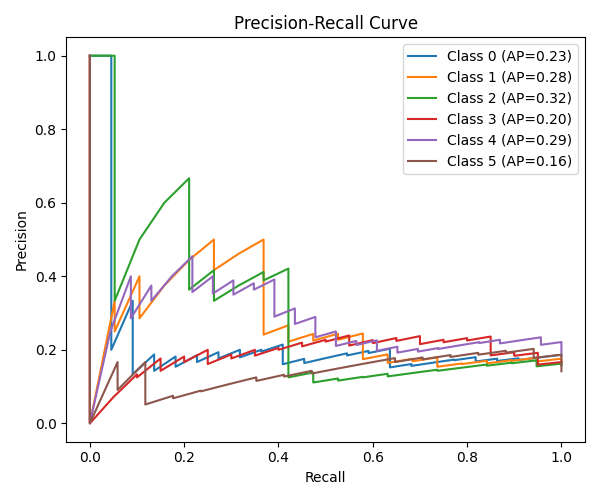 Precision-Recall Curve
Class 0 (AP=0.23)
Class 1 (AP=0.28)
Class 2 (AP=0.32)
Class 3 (AP=0.20)
Class 4 (AP=0.29)
Class 5 (AP=0.16)
Precision
1.0
0.8
0.6
0.4
0.2
0.0
0.0 0.2 0.4 0.6 0.8 1.0
Recall